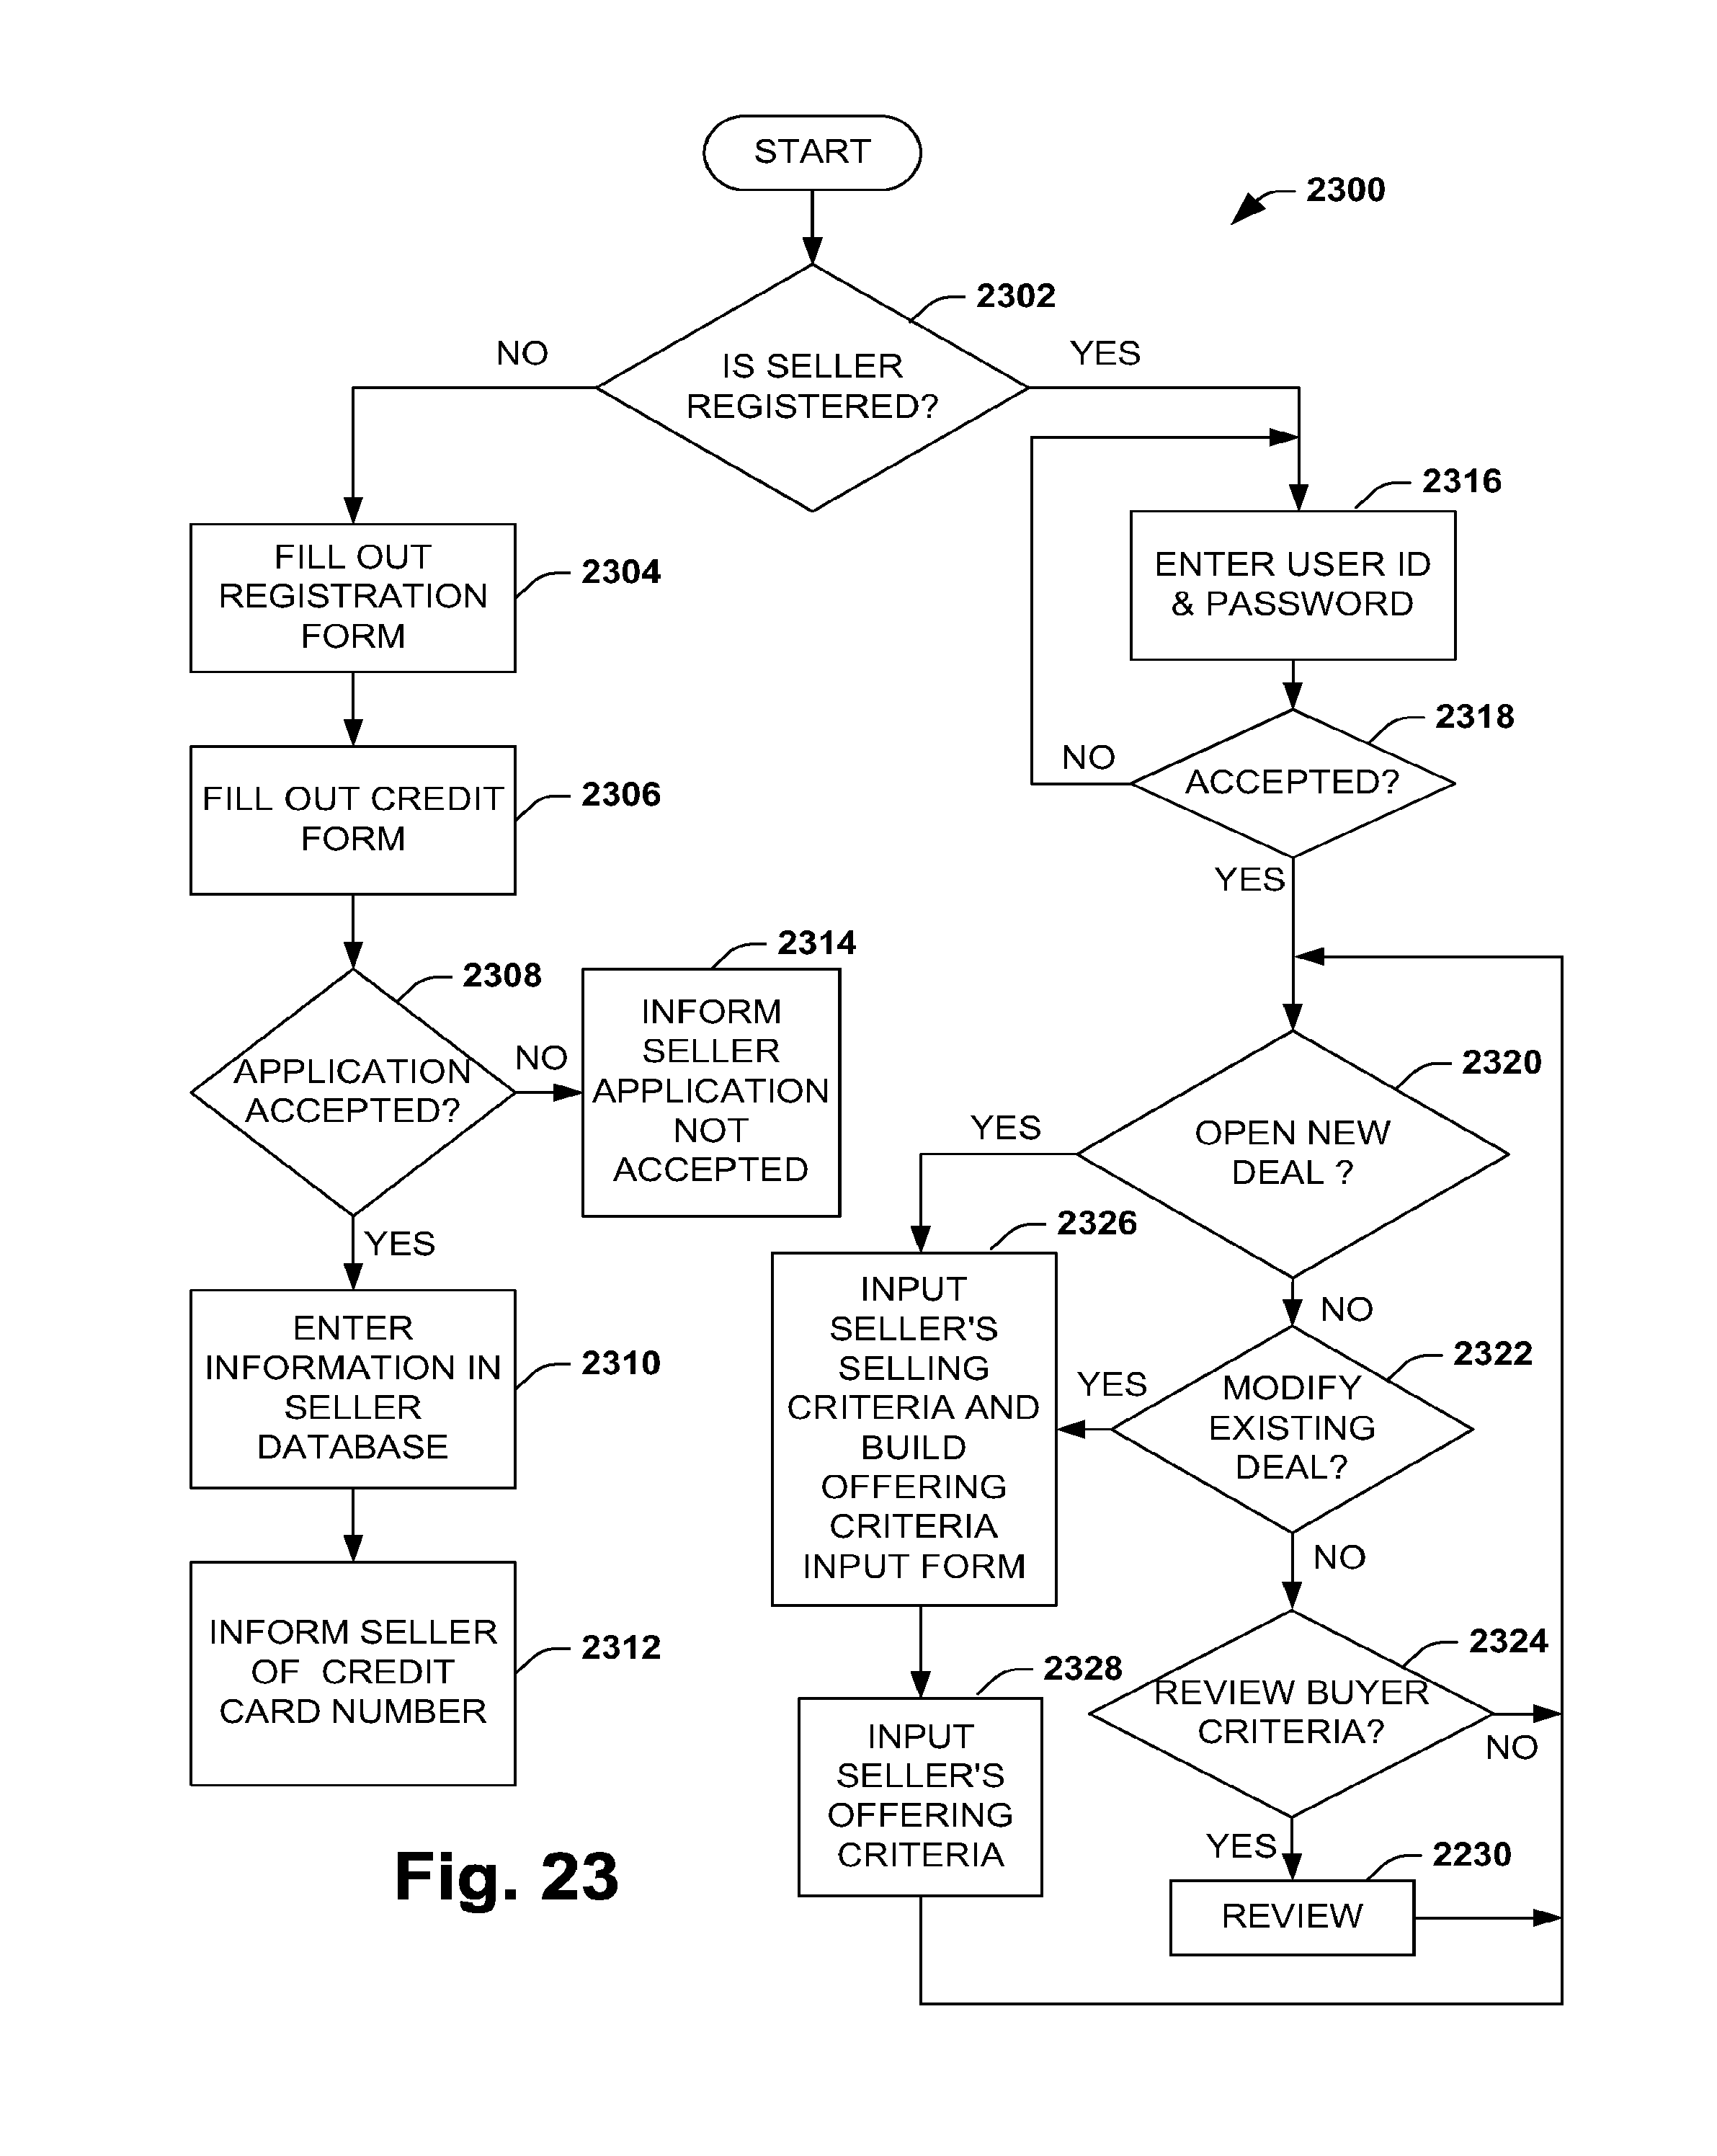 START
2300
2302
NO
IS SELLER
REGISTERED?
YES
2304
FILL OUT
REGISTRATION
FORM
2316
ENTER USER ID
& PASSWORD
2306
FILL OUT CREDIT
FORM
2318
NO
ACCEPTED?
YES
2308
APPLICATION
ACCEPTED?
NO
2314
INFORM
SELLER
APPLICATION
NOT
ACCEPTED
YES
2320
OPEN NEW
DEAL ?
YES
NO
2310
ENTER
INFORMATION IN
SELLER
DATABASE
2326
INPUT
SELLER'S
SELLING
CRITERIA AND
BUILD
OFFERING
CRITERIA
INPUT FORM
2322
YES
MODIFY
EXISTING
DEAL?
NO
2312
INFORM SELLER
OF  CREDIT
CARD NUMBER
2328
INPUT
SELLER'S
OFFERING
CRITERIA
2324
REVIEW BUYER
CRITERIA?
NO
YES
2230
REVIEW
Fig. 23